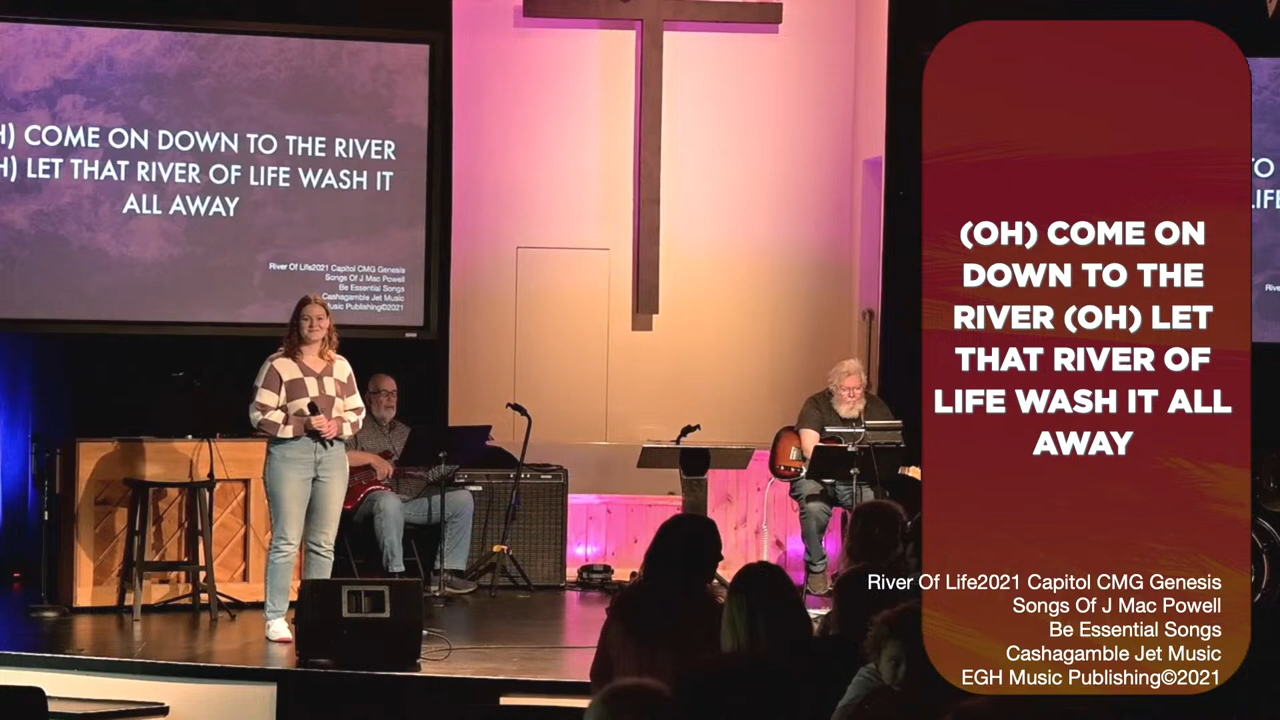 H) COME ON DOWN TO THE RIVER
H) LET THAT RIVER OF LIFE WASH IT
ALL AWAY
River Of Life2021 Capitol CMG Genesis
Songs Of J Mac Powell
Be Essential Songs
Cashagamble Jet Music
Music Publishing©2021
(OH) COME ON
DOWN TO THE
RIVER (OH) LET
THAT RIVER OF
LIFE WASH IT ALL
AWAY
River Of Life2021 Capitol CMG Genesis
Songs Of J Mac Powell
Be Essential Songs
Cashagamble Jet Music
EGH Music Publishing©2021
TO
LIFE
Rive